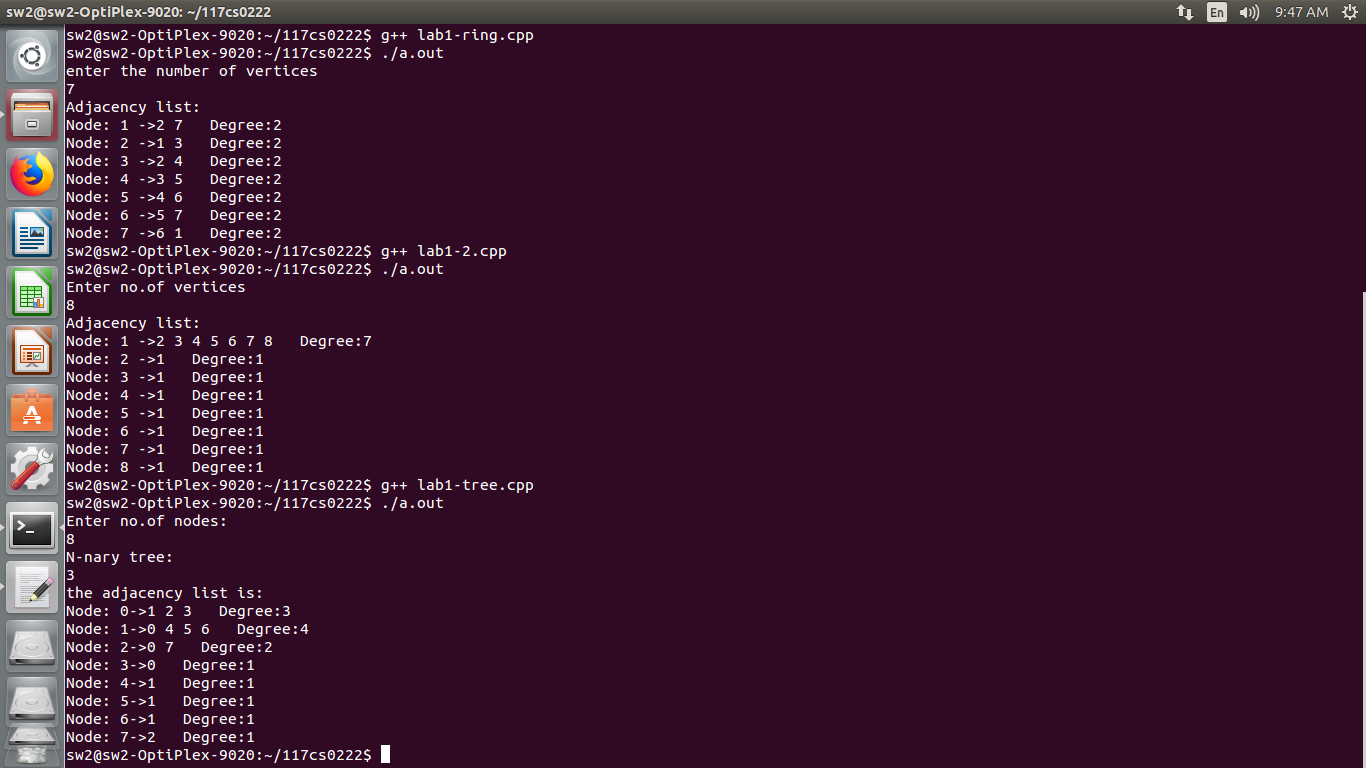 sw2@sw2-OptiPlex-9020: ~/117cs0222 En 9:47 AM
sw2@sw2-OptiPlex-9020:~/117cs0222$ g++ lab1-ring.cpp
sw2@sw2-OptiPlex-9020:~/117cs0222$ ./a.out
enter the number of vertices
7
Adjacency list:
Node: 1 ->2 7   Degree:2
Node: 2 ->1 3   Degree:2
Node: 3 ->2 4   Degree:2
Node: 4 ->3 5   Degree:2
Node: 5 ->4 6   Degree:2
Node: 6 ->5 7   Degree:2
Node: 7 ->6 1   Degree:2
sw2@sw2-OptiPlex-9020:~/117cs0222$ g++ lab1-2.cpp
sw2@sw2-OptiPlex-9020:~/117cs0222$ ./a.out
Enter no.of vertices
8
Adjacency list:
Node: 1 ->2 3 4 5 6 7 8   Degree:7
Node: 2 ->1   Degree:1
Node: 3 ->1   Degree:1
Node: 4 ->1   Degree:1
Node: 5 ->1   Degree:1
Node: 6 ->1   Degree:1
Node: 7 ->1   Degree:1
Node: 8 ->1   Degree:1
sw2@sw2-OptiPlex-9020:~/117cs0222$ g++ lab1-tree.cpp
sw2@sw2-OptiPlex-9020:~/117cs0222$ ./a.out
Enter no.of nodes:
8
N-nary tree:
3
the adjacency list is:
Node: 0->1 2 3   Degree:3
Node: 1->0 4 5 6   Degree:4
Node: 2->0 7   Degree:2
Node: 3->0   Degree:1
Node: 4->1   Degree:1
Node: 5->1   Degree:1
Node: 6->1   Degree:1
Node: 7->2   Degree:1
sw2@sw2-OptiPlex-9020:~/117cs0222$